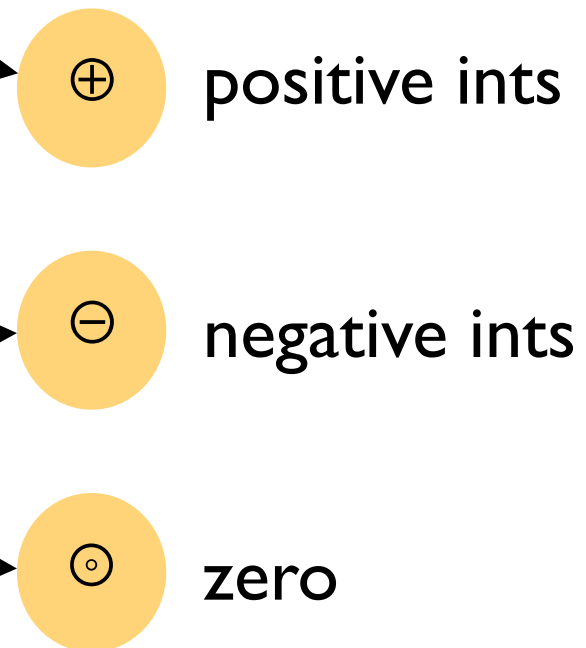 ⊕ positive ints
⊖ negative ints
⊚ zero